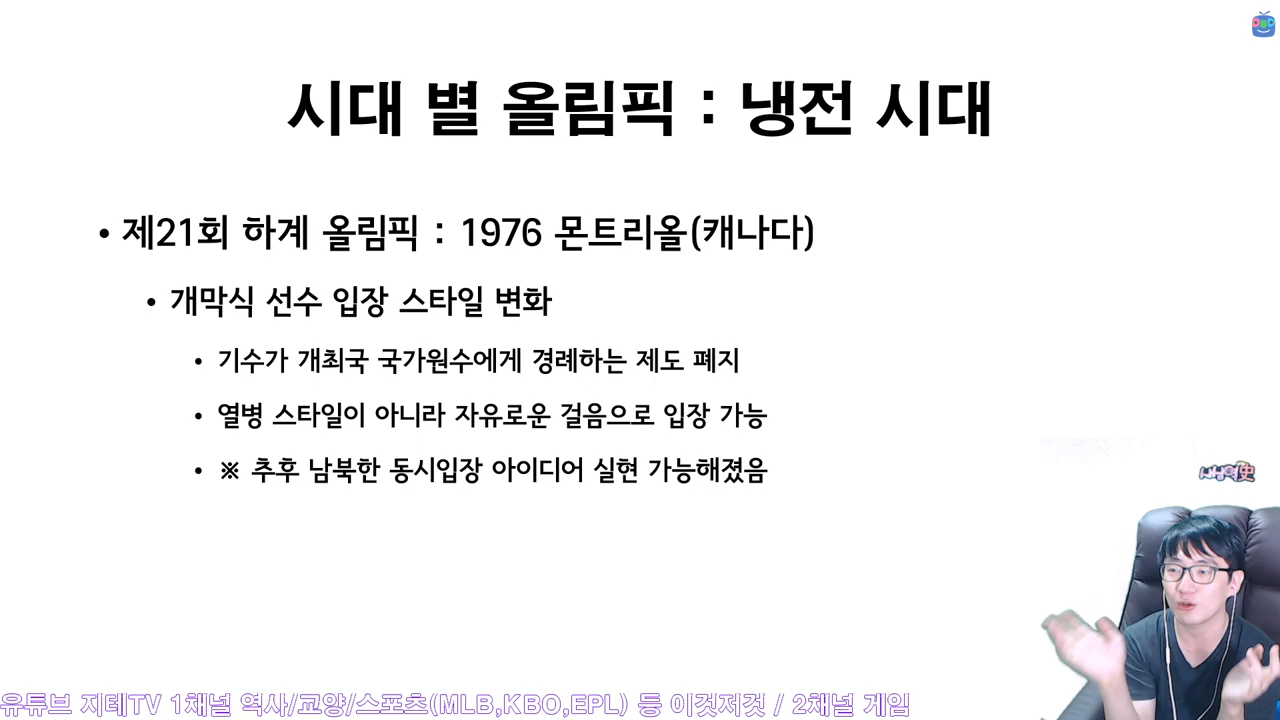 시대 별 올림픽 : 냉전 시대
• 제21회 하계 올림픽 : 1976 몬트리올(캐나다)
• 개막식 선수 입장 스타일 변화
• 기수가 개최국 국가원수에게 경례하는 제도 폐지
• 열병 스타일이 아니라 자유로운 걸음으로 입장 가능
• ※ 추후 남북한 동시입장 아이디어 실현 가능해졌음
유튜브 지테TV 1채널 역사/교양/스포츠(MLB,KBO,EPL) 등 이것저것 / 2채널 게임